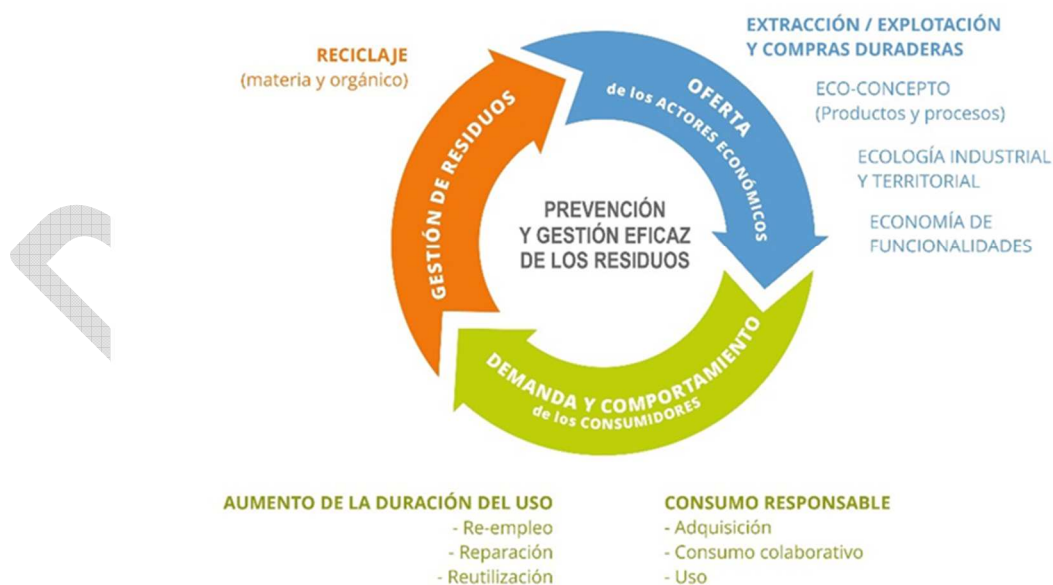 EXTRACCIÓN / EXPLOTACIÓN
Y COMPRAS DURADERAS
ECO-CONCEPTO
(Productos y procesos)
ECOLOGÍA INDUSTRIAL
Y TERRITORIAL
ECONOMÍA DE
FUNCIONALIDADES
RECICLAJE
(materia y orgánico)
OFERTA
de los ACTORES ECONÓMICOS
GESTIÓN DE RESIDUOS
PREVENCIÓN
Y GESTIÓN EFICAZ
DE LOS RESIDUOS
DEMANDA Y COMPORTAMIENTO
de los CONSUMIDORES
AUMENTO DE LA DURACIÓN DEL USO
- Re-empleo
- Reparación
- Reutilización
CONSUMO RESPONSABLE
- Adquisición
- Consumo colaborativo
- Uso